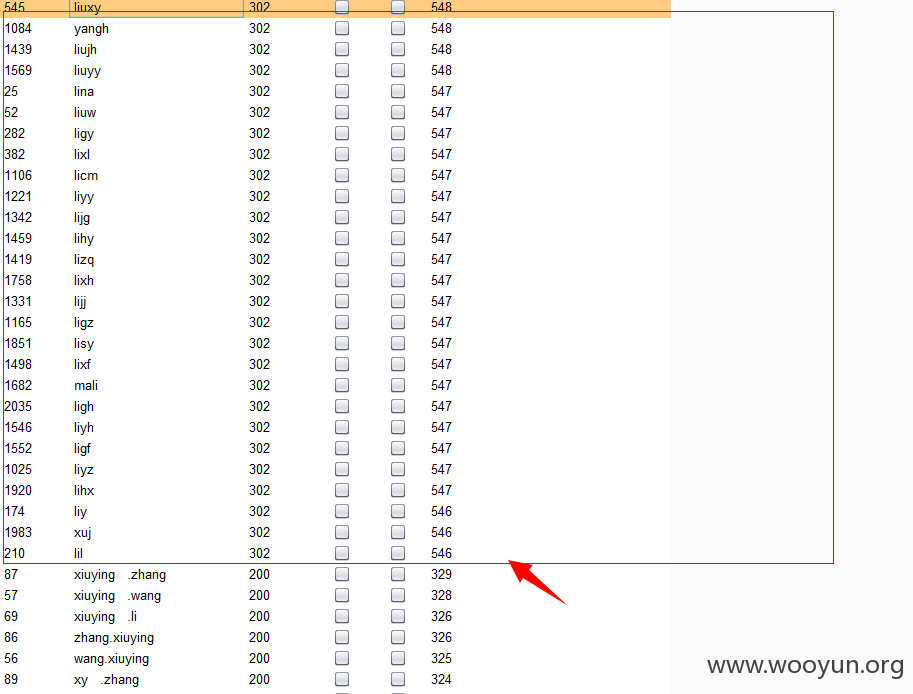 545 liuxy 302 548
1084 yangh 302 548
1439 liujh 302 548
1569 liuyy 302 548
25 lina 302 547
52 liuw 302 547
282 ligy 302 547
382 lixl 302 547
1106 licm 302 547
1221 liyy 302 547
1342 lijg 302 547
1459 lihy 302 547
1419 lizq 302 547
1758 lixh 302 547
1331 lijj 302 547
1165 ligz 302 547
1851 lisy 302 547
1498 lixf 302 547
1682 mali 302 547
2035 ligh 302 547
1546 liyh 302 547
1552 ligf 302 547
1025 liyz 302 547
1920 lihx 302 547
174 liy 302 546
1983 xuj 302 546
210 lil 302 546
87 xiuying .zhang 200 329
57 xiuying .wang 200 328
69 xiuying .li 200 326
86 zhang.xiuying 200 326
56 wang.xiuying 200 325
89 xy .zhang 200 324
www.wooyun.org